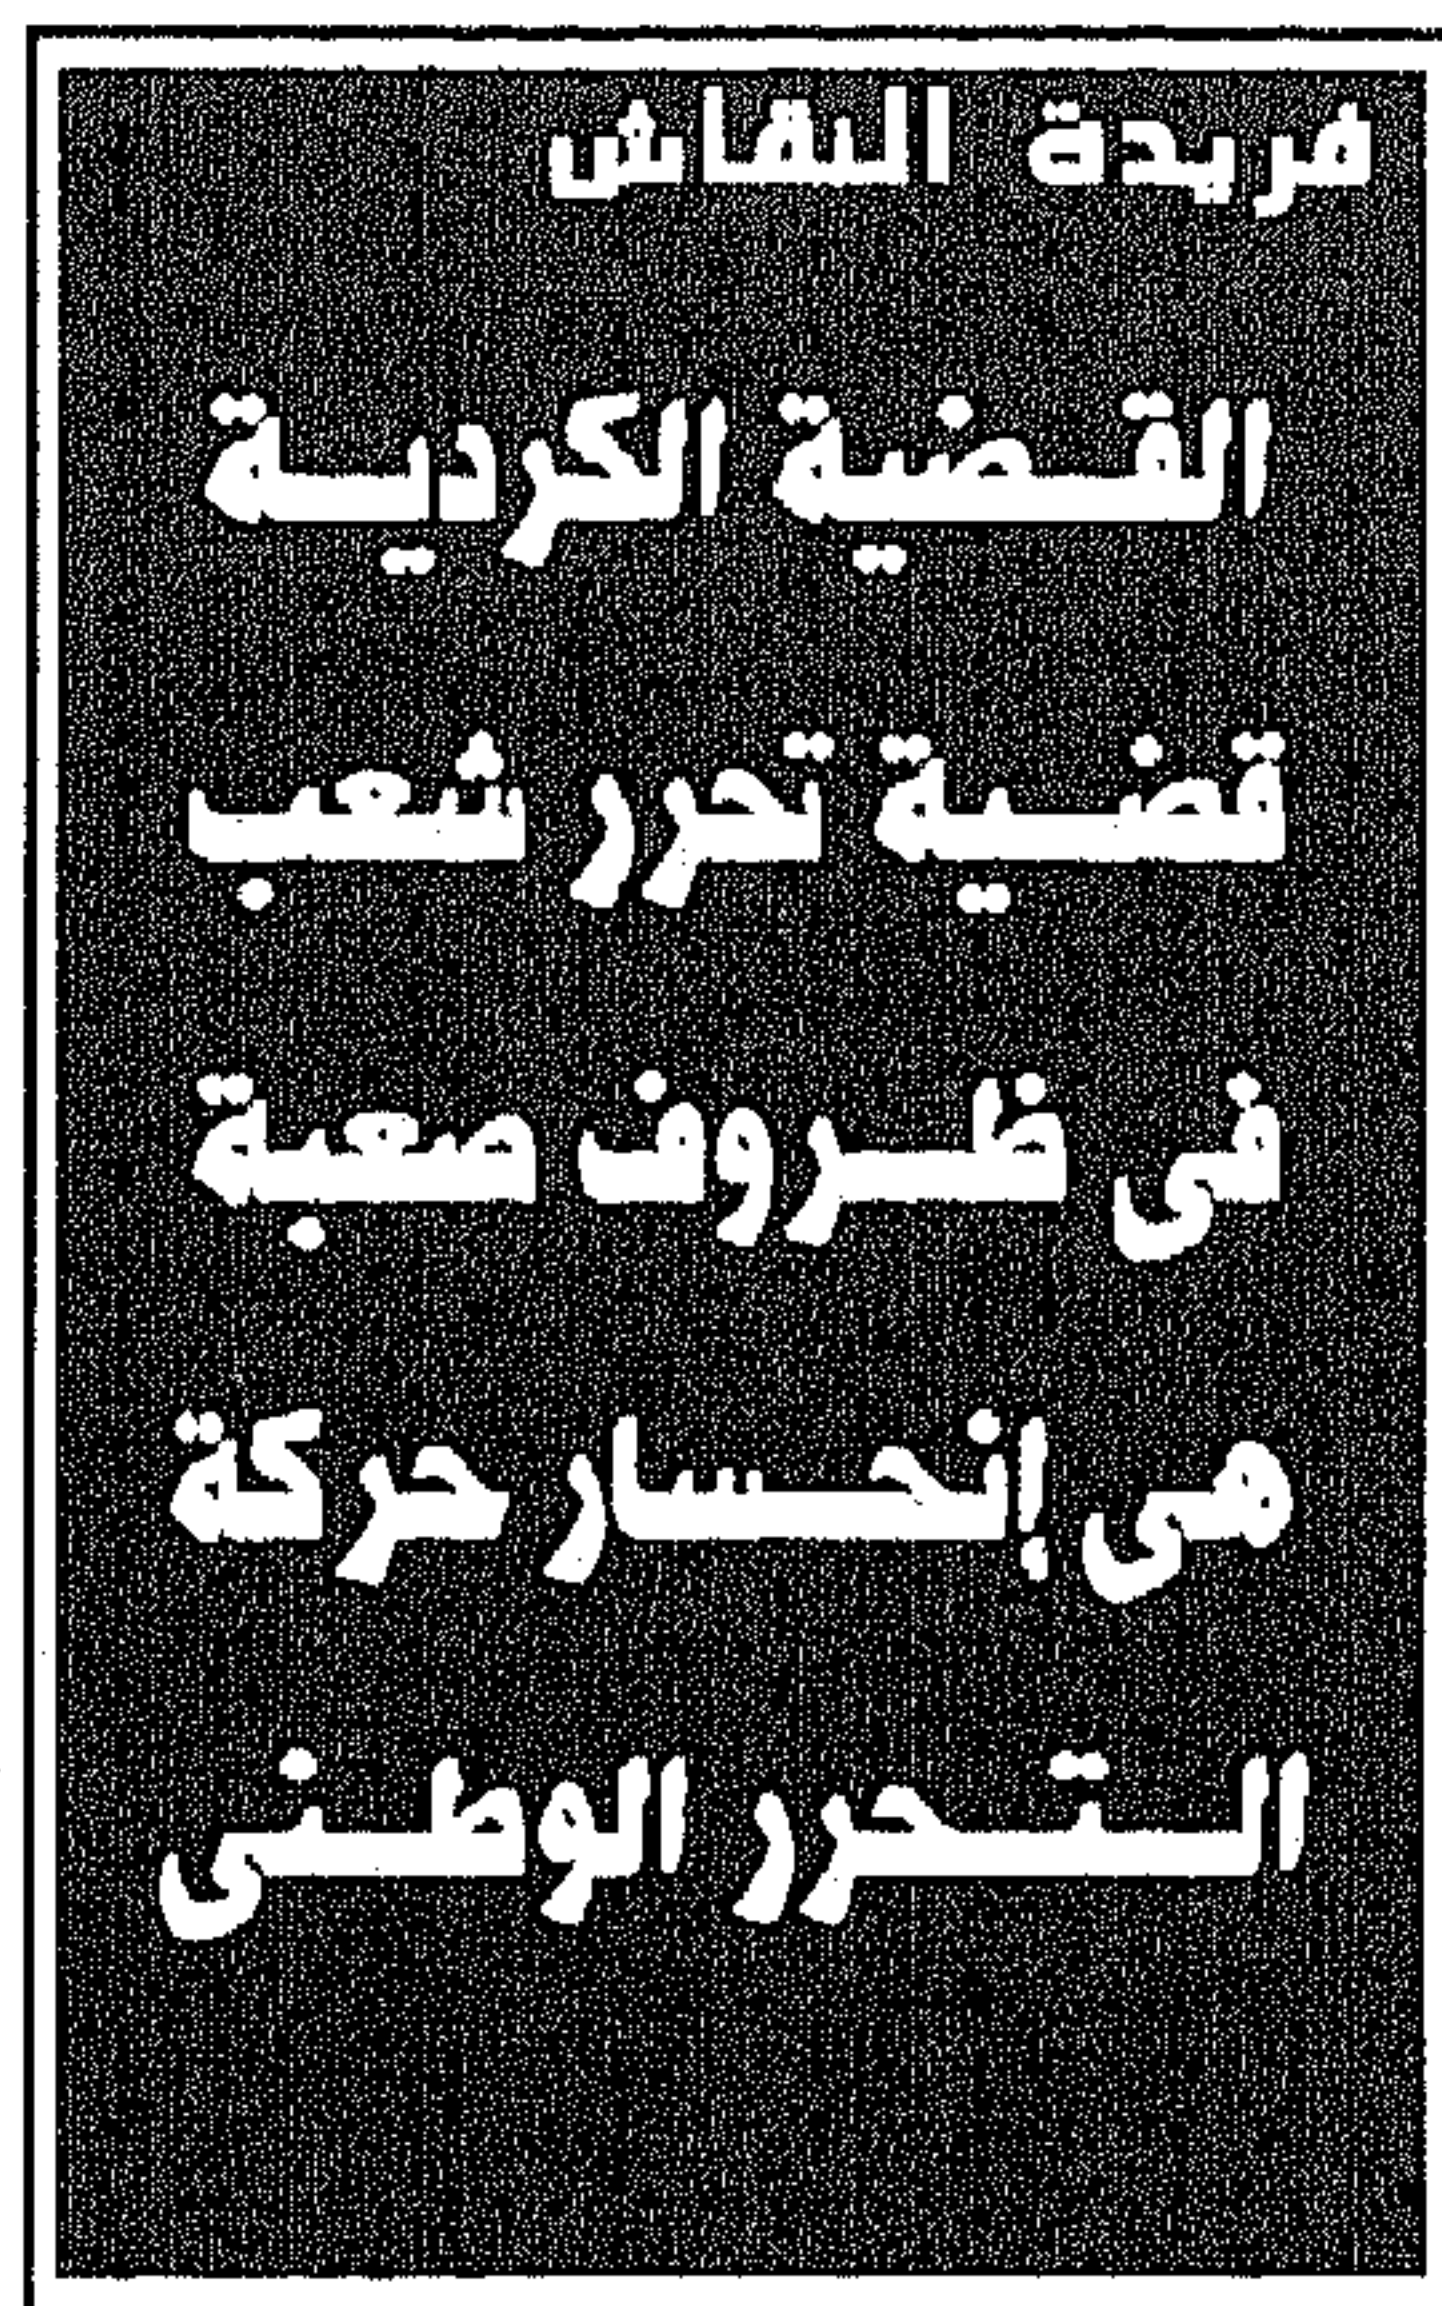 فريدة النقاش
القضية الكردية
قضية تحرر شعب
فى ظروف صعبة
هى إنحسار حركة
التحرر الوطنى